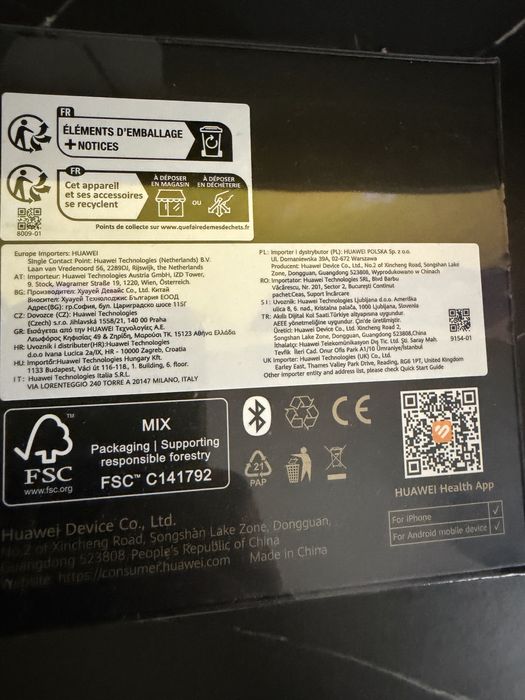 FR
ÉLÉMENTS D'EMBALLAGE
+ NOTICES
FR
Cet appareil
et ses accessoires
se recyclent
À DÉPOSER
EN MAGASIN
ou
À DÉPOSER
EN DÉCHÈTERIE
Points de collecte sur www.quefairedemesdechets.fr
8009-01
Europe Importers: HUAWEI
Single Contact Point: Huawei Technologies (Netherlands) B.V.
Laan van Vredenoord 56, 2289DJ, Rijswijk, the Netherlands
AT: Importeur: Huawei Technologies Austria GmbH, IZD Tower,
9. Stock, Wagramer Straße 19, 1220, Wien, Österreich
BG: Производител: Хуауей Девайс Ко., Ltd. Китай
Вносител: Хуауей Технолоджис България ЕООД
Адрес(BG): гр.София, бул. Цариградско шосе 115Г
CZ: Dovozce (CZ): Huawei Technologies
(Czech) s.r.o. Jihlavská 1558/21, 140 00 Praha
GR: Εισάγεται από την HUAWEI Τεχνολογίες Α.Ε.
Λεωφόρος Κηφισίας 49 & Ζηρίδη, Μαρούσι ΤΚ. 15123 Αθήνα Ελλάδα
HR: Uvoznik i distributer(HR):Huawei Technologies
d.o.o Ivana Lucica 2a/IX, HR - 10000 Zagreb, Croatia
HU: Importőr:Huawei Technologies Hungary Kft.
1133 Budapest, Váci út 116-118., 1. Building, 6. floor.
IT: Huawei Technologies Italia S.R.L.
VIA LORENTEGGIO 240 TORRE A 20147 MILANO, ITALY
PL: Importer i dystrybutor (PL): HUAWEI POLSKA Sp. z o.o.
Ul. Domaniewska 39A, 02-672 Warszawa
Producent: Huawei Device Co., Ltd., No.2 of Xincheng Road, Songshan Lake
Zone, Dongguan, Guangdong 523808, Wyprodukowano w Chinach
RO: Importator: Huawei Technologies SRL, Blvd Barbu
Văcărescu, Nr. 201, Sector 2, București Continut
pachet:Ceas, Suport încărcare
SI: Uvoznik: Huawei Technologies Ljubljana d.o.o. Ameriška
ulica 8, 6. nad., Kristalna palača, 1000 Ljubljana, Slovenia
TR: Akıllı Dijital Kol Saati.Türkiye altyapısına uygundur.
AEEE yönetmeliğine uygundur. Çin'de üretilmiştir.
Üretici: Huawei Device Co., Ltd., No.2 of Xincheng Road,
Songshan Lake Zone, Dongguan, Guangdong 523808,China
İthalatçı: Huawei Telekomünikasyon Dış Tic. Ltd. Şti. Saray Mah.
Tevfik İleri Cad. Onur Ofis Park A1/10 Ümraniye/İstanbul
UK Importer: Huawei Technologies (UK) Co., Ltd.
Earley East, Thames Valley Park Drive, Reading, RG6 1PT, United Kingdom
Other importer entity and address, please check Quick Start Guide
9154-01
FSC
www.fsc.org
MIX
Packaging | Supporting
responsible forestry
FSC™ C141792
CE
21
PAP
HUAWEI Health App
For iPhone
For Android mobile device
Huawei Device Co., Ltd.
No.2 of Xincheng Road, Songshan Lake Zone, Dongguan,
Guangdong 523808, People's Republic of China
Website: https://consumer.huawei.com | Made in China